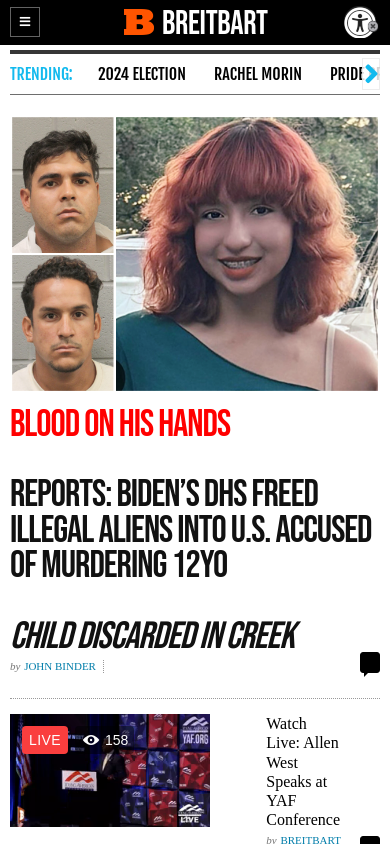 BREITBART
TRENDING: 2024 ELECTION RACHEL MORIN PRIDE
BLOOD ON HIS HANDS
REPORTS: BIDEN’S DHS FREED
ILLEGAL ALIENS INTO U.S. ACCUSED
OF MURDERING 12YO
CHILD DISCARDED IN CREEK
by JOHN BINDER
LIVE 158
YAF.ORG
LIVE
Watch
Live: Allen
West
Speaks at
YAF
Conference
by BREITBART